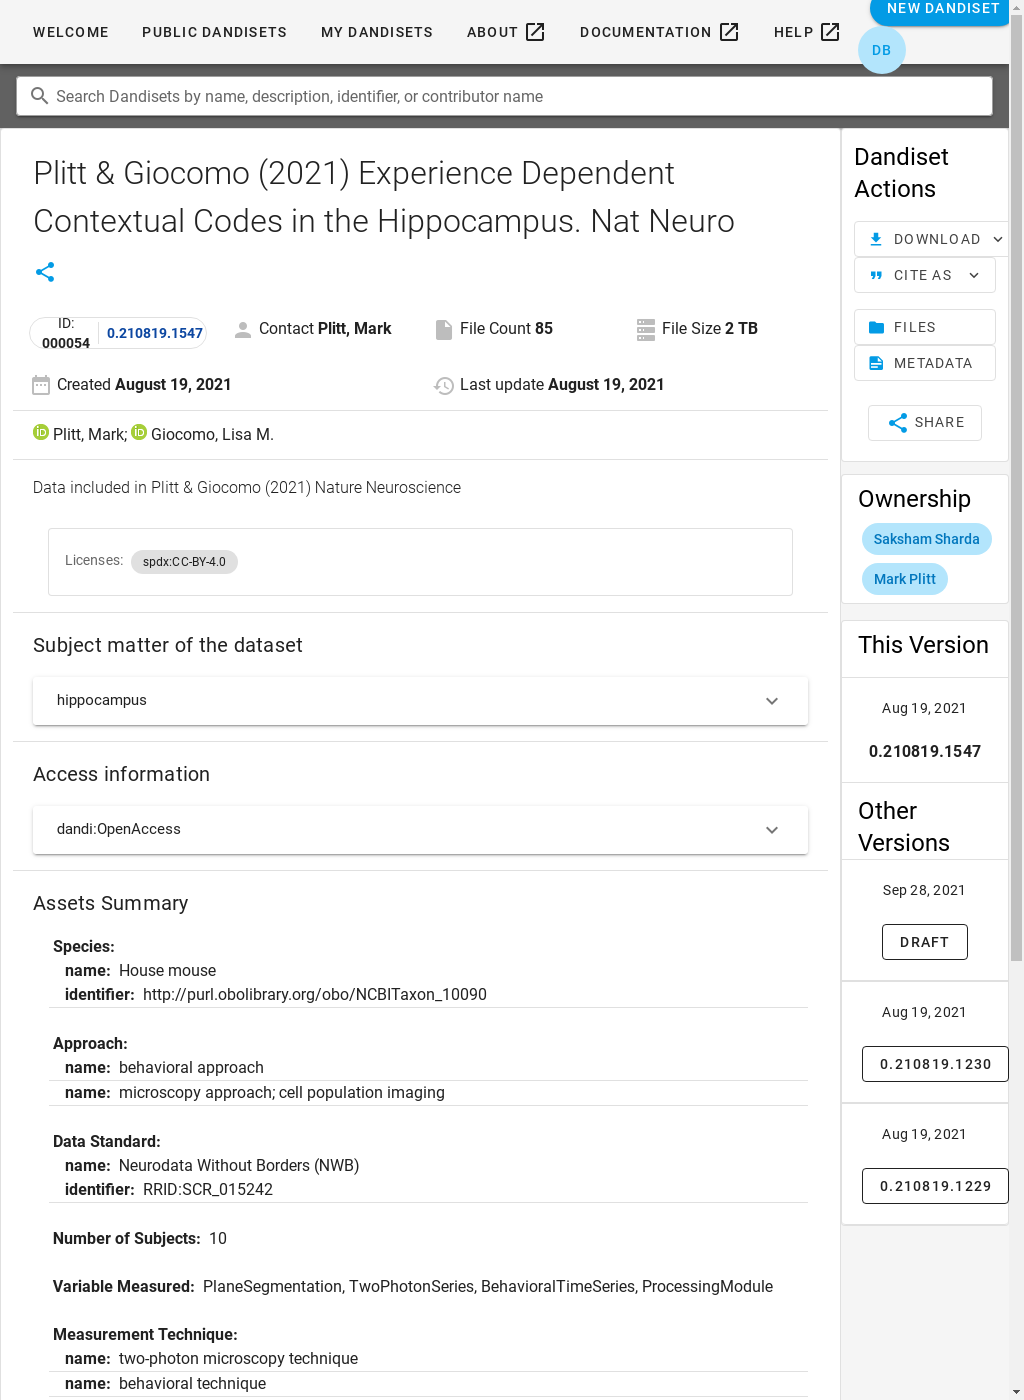 WELCOME PUBLIC DANDISETS MY DANDISETS ABOUT DOCUMENTATION HELP NEW DANDISET
DB
Search Dandisets by name, description, identifier, or contributor name
Plitt & Giocomo (2021) Experience Dependent
Contextual Codes in the Hippocampus. Nat Neuro
ID:
000054 0.210819.1547 Contact Plitt, Mark File Count 85 File Size 2 TB
Created August 19, 2021 Last update August 19, 2021
iD Plitt, Mark; iD Giocomo, Lisa M.
Data included in Plitt & Giocomo (2021) Nature Neuroscience
Licenses: spdx:CC-BY-4.0
Subject matter of the dataset
hippocampus
Access information
dandi:OpenAccess
Assets Summary
Species:
name: House mouse
identifier: http://purl.obolibrary.org/obo/NCBITaxon_10090
Approach:
name: behavioral approach
name: microscopy approach; cell population imaging
Data Standard:
name: Neurodata Without Borders (NWB)
identifier: RRID:SCR_015242
Number of Subjects: 10
Variable Measured: PlaneSegmentation, TwoPhotonSeries, BehavioralTimeSeries, ProcessingModule
Measurement Technique:
name: two-photon microscopy technique
name: behavioral technique
Dandiset
Actions
DOWNLOAD
CITE AS
FILES
METADATA
SHARE
Ownership
Saksham Sharda
Mark Plitt
This Version
Aug 19, 2021
0.210819.1547
Other
Versions
Sep 28, 2021
DRAFT
Aug 19, 2021
0.210819.1230
Aug 19, 2021
0.210819.1229